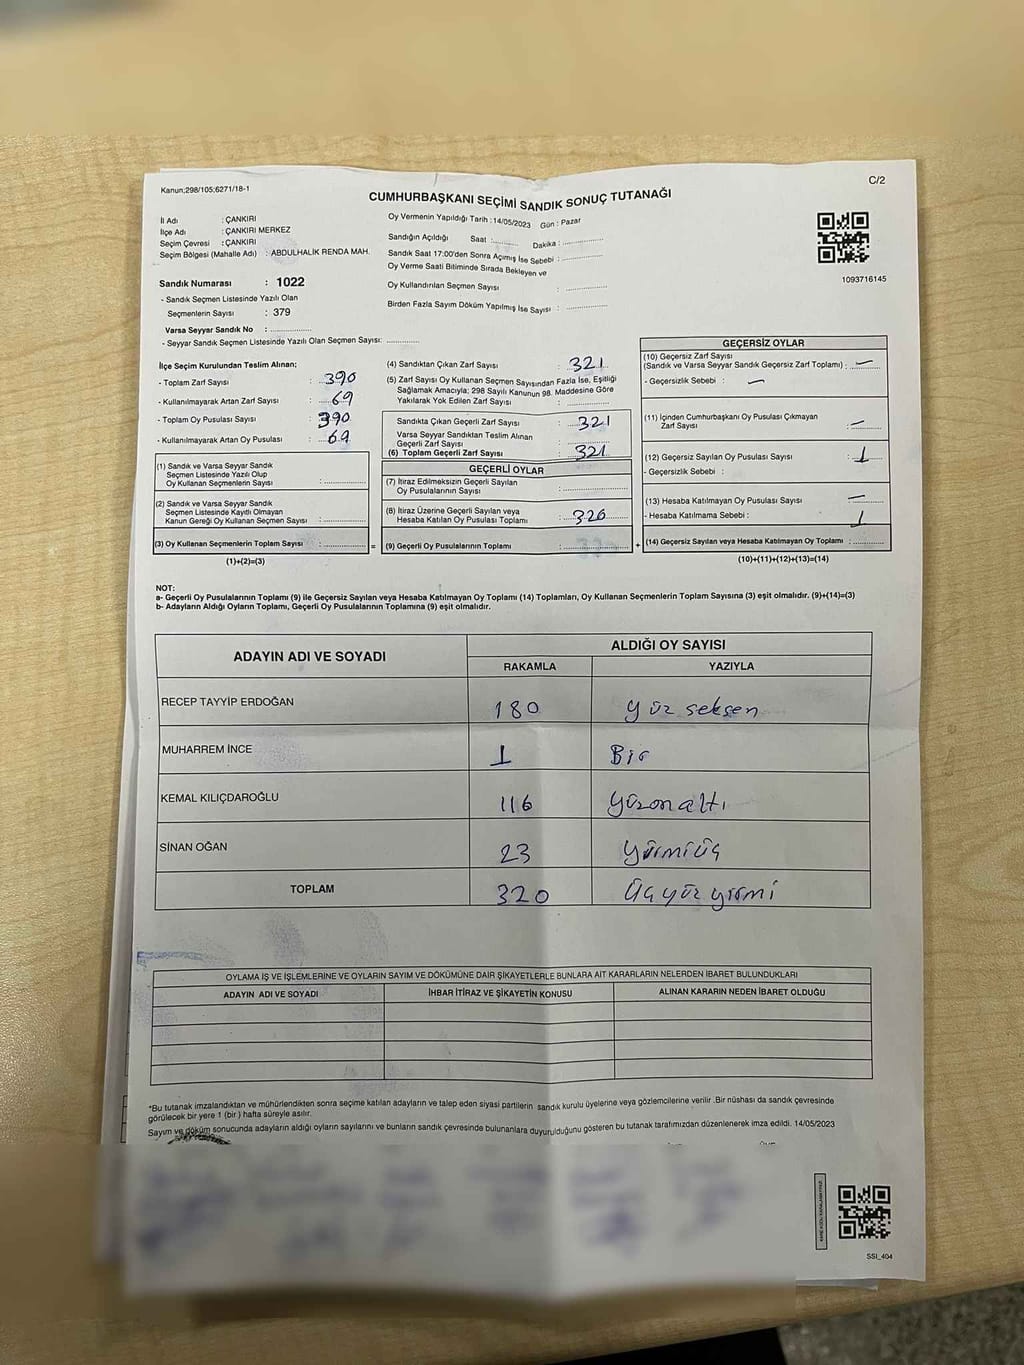 Kanun;298/105;6271/18-1
C/2
CUMHURBAŞKANI SEÇİMİ SANDIK SONUÇ TUTANAĞI
İl Adı : ÇANKIRI
İlçe Adı : ÇANKIRI MERKEZ
Seçim Çevresi : ÇANKIRI
Seçim Bölgesi (Mahalle Adı) : ABDULHALİK RENDA MAH.
Sandık Numarası : 1022
- Sandık Seçmen Listesinde Yazılı Olan
Seçmenlerin Sayısı : 379
Varsa Seyyar Sandık No : ..............
- Seyyar Sandık Seçmen Listesinde Yazılı Olan Seçmen Sayısı: ............
Oy Vermenin Yapıldığı Tarih : 14/05/2023 Gün : Pazar
Sandığın Açıldığı Saat :......... Dakika : ..............
Sandık Saat 17:00'den Sonra Açımış İse Sebebi : ..............
Oy Verme Saati Bitiminde Sırada Bekleyen ve
Oy Kullandırılan Seçmen Sayısı : ..............
Birden Fazla Sayım Döküm Yapılmış İse Sayısı : ..............
1093716145
İlçe Seçim Kurulundan Teslim Alınan;
- Toplam Zarf Sayısı : 390
- Kullanılmayarak Artan Zarf Sayısı : 69
- Toplam Oy Pusulası Sayısı : 390
- Kullanılmayarak Artan Oy Pusulası : 69
(1) Sandık ve Varsa Seyyar Sandık
Seçmen Listesinde Yazılı Olup
Oy Kullanan Seçmenlerin Sayısı : ..............
(2) Sandık ve Varsa Seyyar Sandık
Seçmen Listesinde Kayıtlı Olmayan
Kanun Gereği Oy Kullanan Seçmen Sayısı : ..............
(3) Oy Kullanan Seçmenlerin Toplam Sayısı : ..............
(1)+(2)=(3)
(4) Sandıktan Çıkan Zarf Sayısı : 321
(5) Zarf Sayısı Oy Kullanan Seçmen Sayısından Fazla İse, Eşitliği
Sağlamak Amacıyla; 298 Sayılı Kanunun 98. Maddesine Göre
Yakılarak Yok Edilen Zarf Sayısı : ..............
Sandıkta Çıkan Geçerli Zarf Sayısı : 321
Varsa Seyyar Sandıktan Teslim Alınan
Geçerli Zarf Sayısı : ..............
(6) Toplam Geçerli Zarf Sayısı : 321
GEÇERLİ OYLAR
(7) İtiraz Edilmeksizin Geçerli Sayılan
Oy Pusulalarının Sayısı : ..............
(8) İtiraz Üzerine Geçerli Sayılan veya
Hesaba Katılan Oy Pusulası Toplamı : 320
= (9) Geçerli Oy Pusulalarının Toplamı : ..............
GEÇERSİZ OYLAR
(10) Geçersiz Zarf Sayısı
(Sandık ve Varsa Seyyar Sandık Geçersiz Zarf Toplamı) : —
- Geçersizlik Sebebi : —
(11) İçinden Cumhurbaşkanı Oy Pusulası Çıkmayan
Zarf Sayısı : —
(12) Geçersiz Sayılan Oy Pusulası Sayısı : 1
- Geçersizlik Sebebi :
(13) Hesaba Katılmayan Oy Pusulası Sayısı : —
- Hesaba Katılmama Sebebi : 1
+ (14) Geçersiz Sayılan veya Hesaba Katılmayan Oy Toplamı : ............
(10)+(11)+(12)+(13)=(14)
NOT:
a- Geçerli Oy Pusulalarının Toplamı (9) ile Geçersiz Sayılan veya Hesaba Katılmayan Oy Toplamı (14) Toplamları, Oy Kullanan Seçmenlerin Toplam Sayısına (3) eşit olmalıdır. (9)+(14)=(3)
b- Adayların Aldığı Oyların Toplamı, Geçerli Oy Pusulalarının Toplamına (9) eşit olmalıdır.
ADAYIN ADI VE SOYADI
ALDIĞI OY SAYISI
RAKAMLA YAZIYLA
RECEP TAYYİP ERDOĞAN 180 yüz seksen
MUHARREM İNCE 1 Bir
KEMAL KILIÇDAROĞLU 116 yüzonaltı
SİNAN OĞAN 23 yürmiüç
TOPLAM 320 Üçyüz yirmi
OYLAMA İŞ VE İŞLEMLERİNE VE OYLARIN SAYIM VE DÖKÜMÜNE DAİR ŞİKAYETLERLE BUNLARA AİT KARARLARIN NELERDEN İBARET BULUNDUKLARI
ADAYIN ADI VE SOYADI İHBAR İTİRAZ VE ŞİKAYETİN KONUSU ALINAN KARARIN NEDEN İBARET OLDUĞU
*Bu tutanak imzalandıktan ve mühürlendikten sonra seçime katılan adayların ve talep eden siyasi partilerin sandık kurulu üyelerine veya gözlemcilerine verilir .Bir nüshası da sandık çevresinde
görülecek bir yere 1 (bir ) hafta süreyle asılır.
Sayım ve döküm sonucunda adayların aldığı oyların sayılarını ve bunların sandık çevresinde bulunanlara duyurulduğunu gösteren bu tutanak tarafımızdan düzenlenerek imza edildi. 14/05/2023
SSI_404